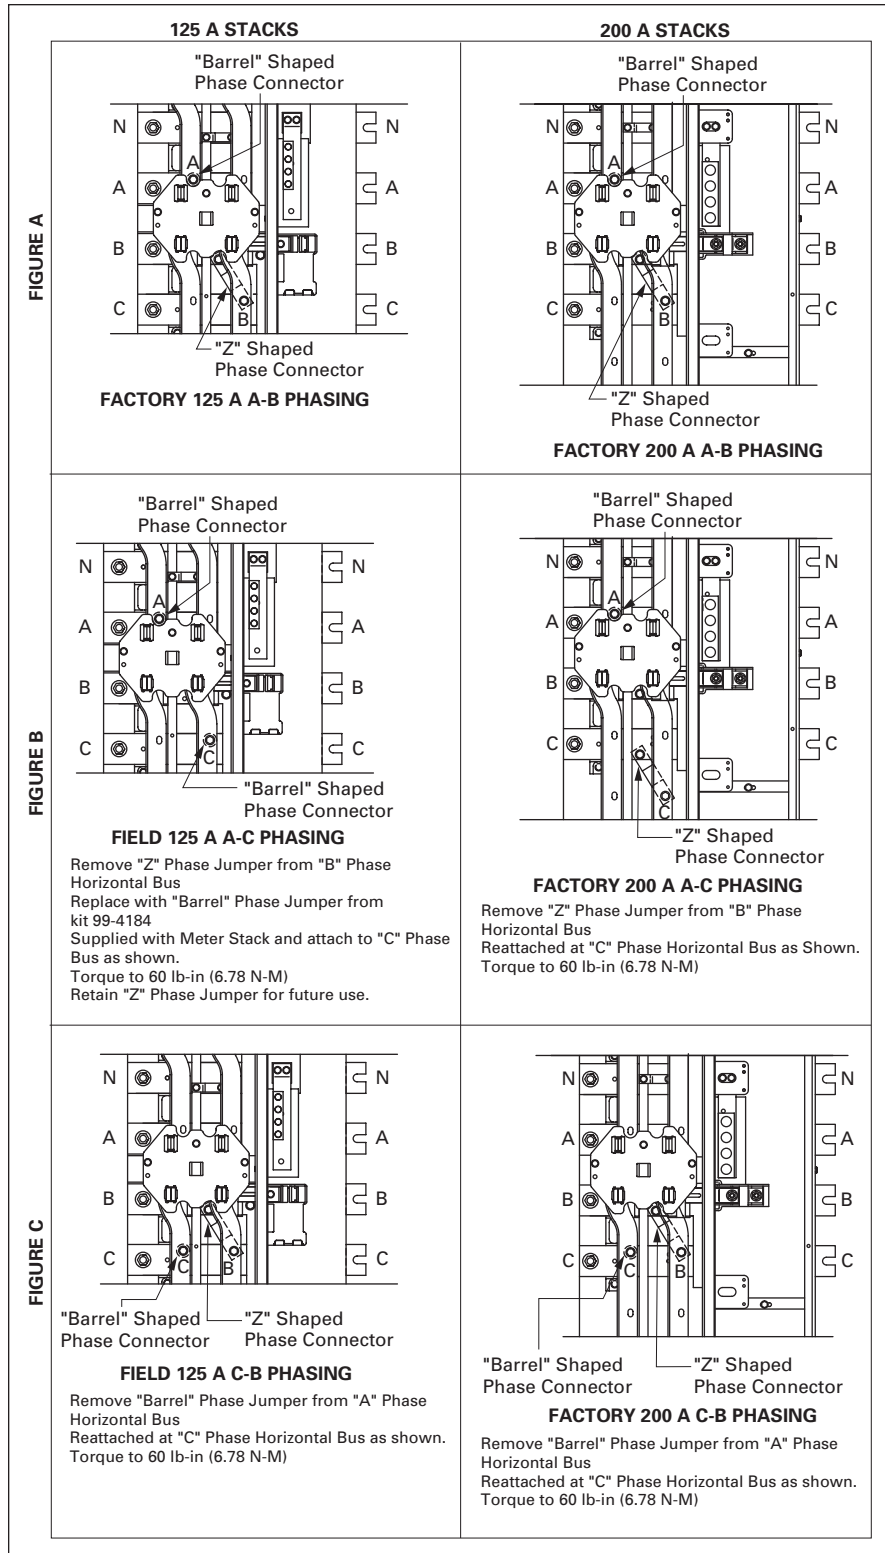 125 A STACKS
200 A STACKS
FIGURE A
"Barrel" Shaped
Phase Connector
N
A
B
C
A
B
N
A
B
C
"Z" Shaped
Phase Connector
FACTORY 125 A A-B PHASING
"Barrel" Shaped
Phase Connector
N
A
B
C
A
B
N
A
B
C
"Z" Shaped
Phase Connector
FACTORY 200 A A-B PHASING
FIGURE B
"Barrel" Shaped
Phase Connector
N
A
B
C
A
C
N
A
B
C
"Barrel" Shaped
Phase Connector
FIELD 125 A A-C PHASING
Remove "Z" Phase Jumper from "B" Phase
Horizontal Bus
Replace with "Barrel" Phase Jumper from
kit 99-4184
Supplied with Meter Stack and attach to "C" Phase
Bus as shown.
Torque to 60 lb-in (6.78 N-M)
Retain "Z" Phase Jumper for future use.
"Barrel" Shaped
Phase Connector
N
A
B
C
A
C
N
A
B
C
"Z" Shaped
Phase Connector
FACTORY 200 A A-C PHASING
Remove "Z" Phase Jumper from "B" Phase
Horizontal Bus
Reattached at "C" Phase Horizontal Bus as Shown.
Torque to 60 lb-in (6.78 N-M)
FIGURE C
N
A
B
C
C
B
N
A
B
C
"Barrel" Shaped
Phase Connector
"Z" Shaped
Phase Connector
FIELD 125 A C-B PHASING
Remove "Barrel" Phase Jumper from "A" Phase
Horizontal Bus
Reattached at "C" Phase Horizontal Bus as shown.
Torque to 60 lb-in (6.78 N-M)
N
A
B
C
C
B
N
A
B
C
"Barrel" Shaped
Phase Connector
"Z" Shaped
Phase Connector
FACTORY 200 A C-B PHASING
Remove "Barrel" Phase Jumper from "A" Phase
Horizontal Bus
Reattached at "C" Phase Horizontal Bus as shown.
Torque to 60 lb-in (6.78 N-M)